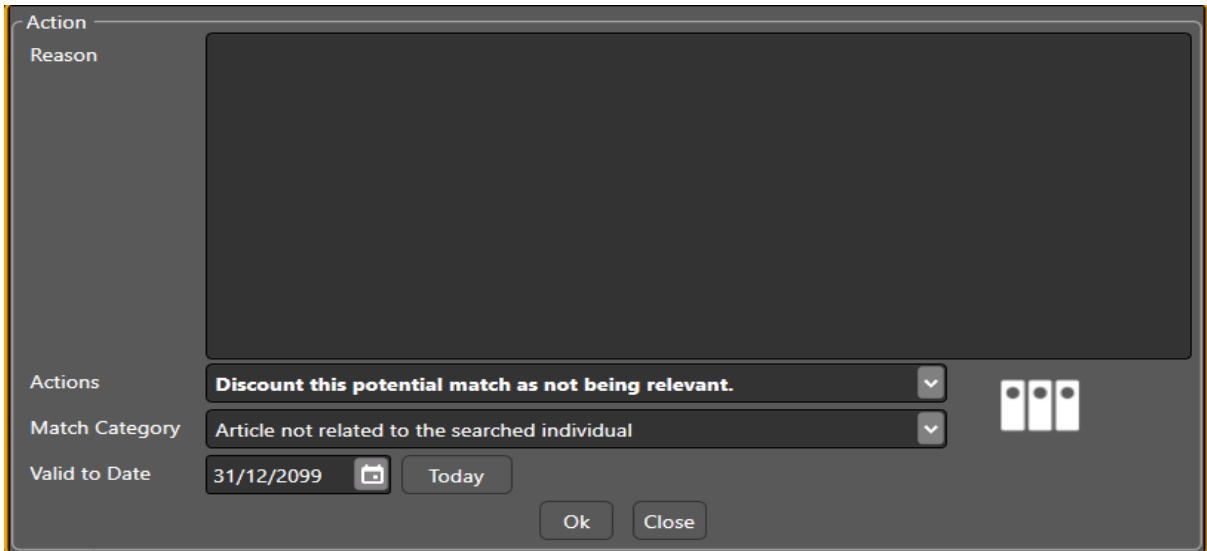 Action
Reason
Actions Discount this potential match as not being relevant.
Match Category Article not related to the searched individual
Valid to Date 31/12/2099 Today
Ok Close